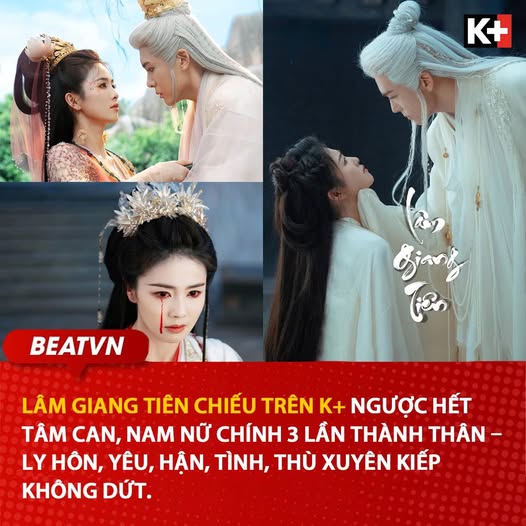 K+
Lâm
Giang
Tiên
BEATVN
LÂM GIANG TIÊN CHIẾU TRÊN K+ NGƯỢC HẾT
TÂM CAN, NAM NỮ CHÍNH 3 LẦN THÀNH THÂN –
LY HÔN, YÊU, HẬN, TÌNH, THÙ XUYÊN KIẾP
KHÔNG DỨT.